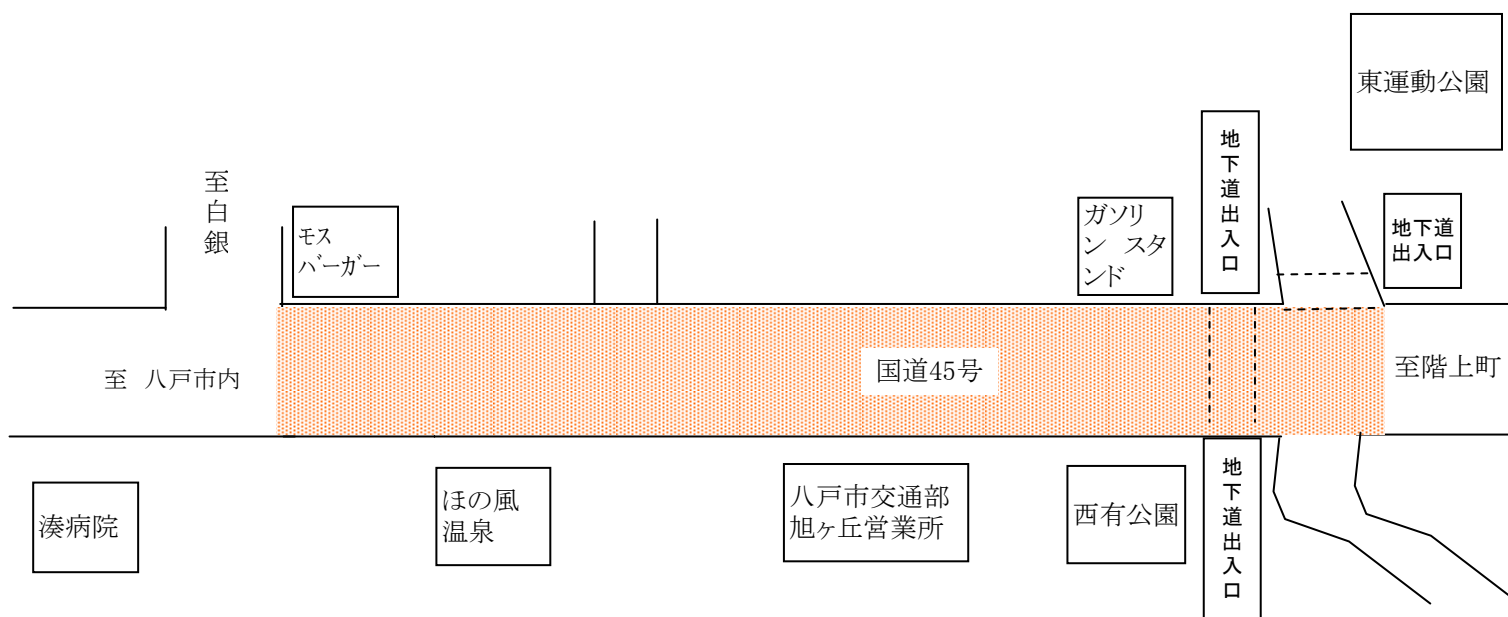 東運動公園
地下道出入口
至白銀
モス
バーガー
ガソリ
ン スタ
ンド
地下道
出入口
至 八戸市内
国道45号
至階上町
湊病院
ほの風
温泉
八戸市交通部
旭ヶ丘営業所
西有公園
地下道出入口